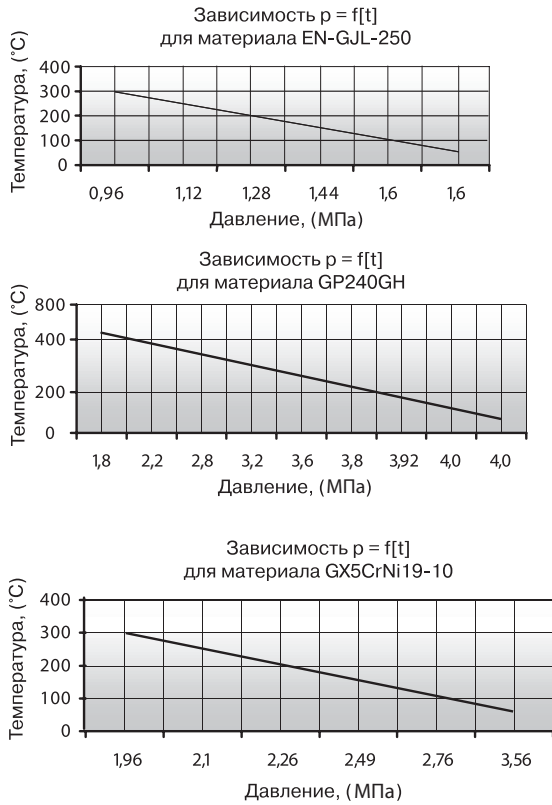 Зависимость p = f[t]
для материала EN-GJL-250
Температура, (°C)
400
300
200
100
0
0,96 1,12 1,28 1,44 1,6 1,6
Давление, (МПа)
Зависимость p = f[t]
для материала GP240GH
Температура, (°C)
800
400
200
0
1,8 2,2 2,8 3,2 3,6 3,8 3,92 4,0 4,0
Давление, (МПа)
Зависимость p = f[t]
для материала GX5CrNi19-10
Температура, (°C)
400
300
200
100
0
1,96 2,1 2,26 2,49 2,76 3,56
Давление, (МПа)